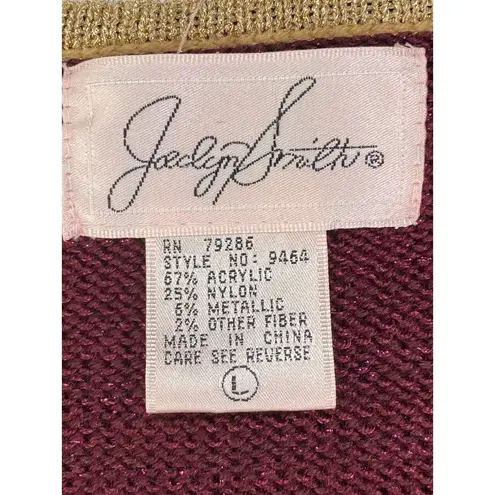 Jaclyn Smith®
RN 79286
STYLE NO: 9464
67% ACRYLIC
25% NYLON
6% METALLIC
2% OTHER FIBER
MADE IN CHINA
CARE SEE REVERSE
L